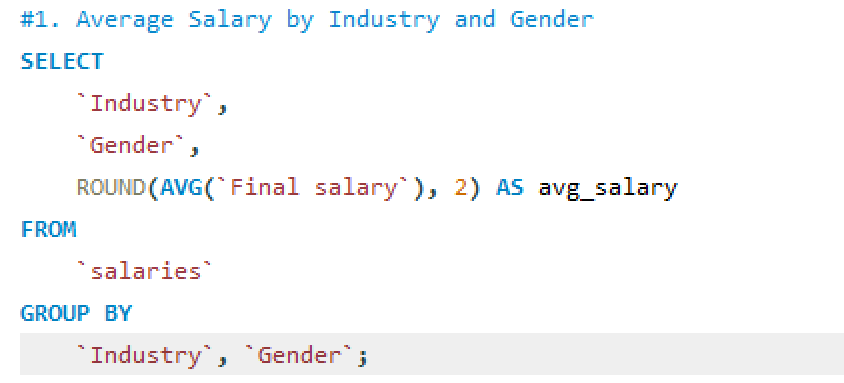 #1. Average Salary by Industry and Gender
SELECT
    `Industry`,
    `Gender`,
    ROUND(AVG(`Final salary`), 2) AS avg_salary
FROM
    `salaries`
GROUP BY
    `Industry`, `Gender`;